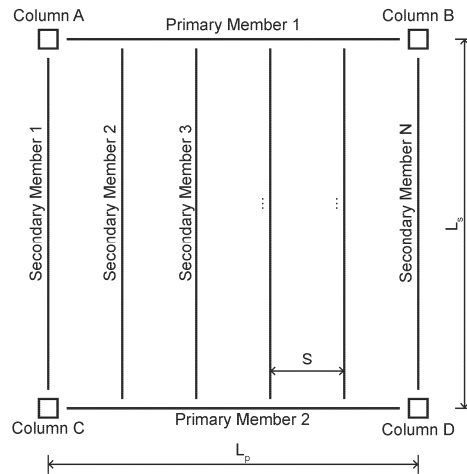 Column A
Column B
Primary Member 1
Secondary Member 1
Secondary Member 2
Secondary Member 3
...
...
Secondary Member N
Ls
S
Primary Member 2
Column C
Column D
Lp